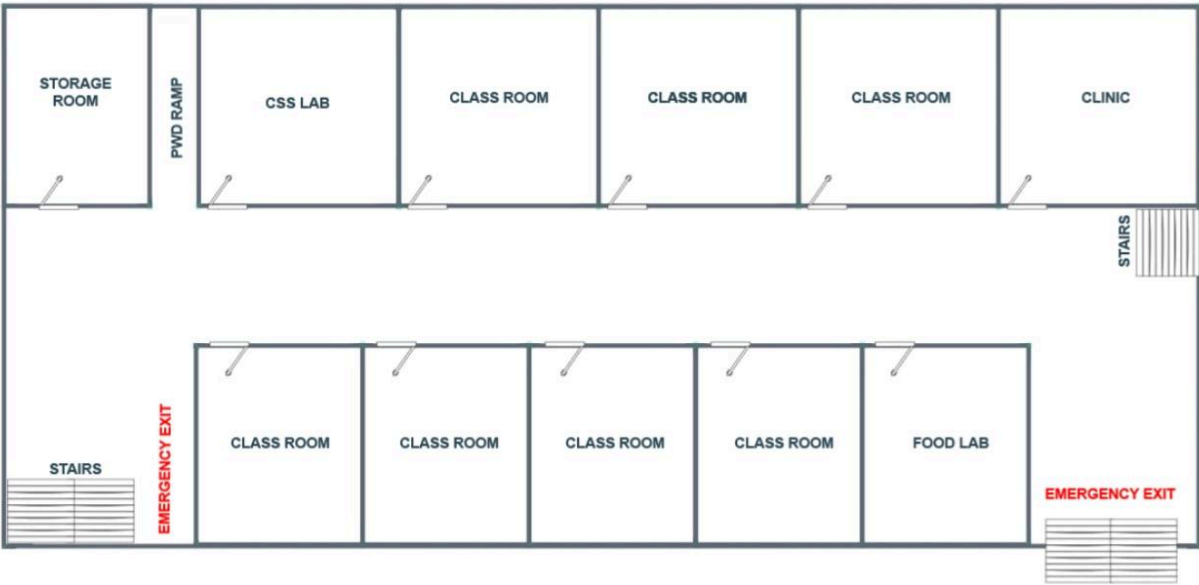 STORAGE
ROOM
PWD RAMP
CSS LAB
CLASS ROOM
CLASS ROOM
CLASS ROOM
CLINIC
STAIRS
CLASS ROOM
CLASS ROOM
CLASS ROOM
CLASS ROOM
FOOD LAB
EMERGENCY EXIT
STAIRS
EMERGENCY EXIT